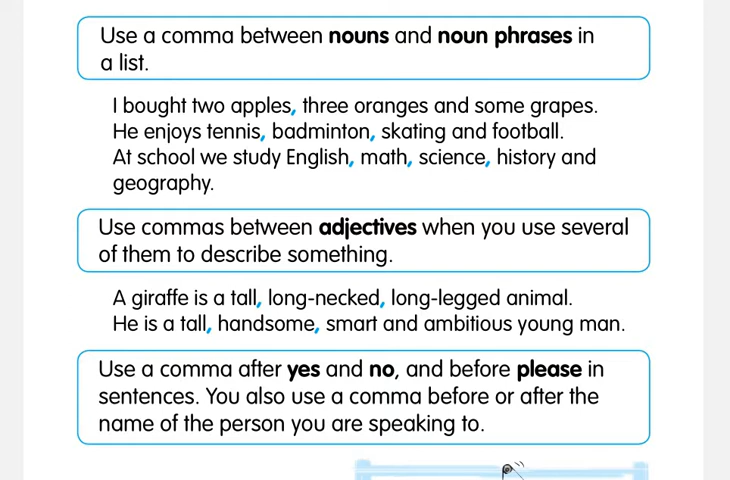 Use a comma between nouns and noun phrases in
a list.
I bought two apples, three oranges and some grapes.
He enjoys tennis, badminton, skating and football.
At school we study English, math, science, history and
geography.
Use commas between adjectives when you use several
of them to describe something.
A giraffe is a tall, long-necked, long-legged animal.
He is a tall, handsome, smart and ambitious young man.
Use a comma after yes and no, and before please in
sentences. You also use a comma before or after the
name of the person you are speaking to.